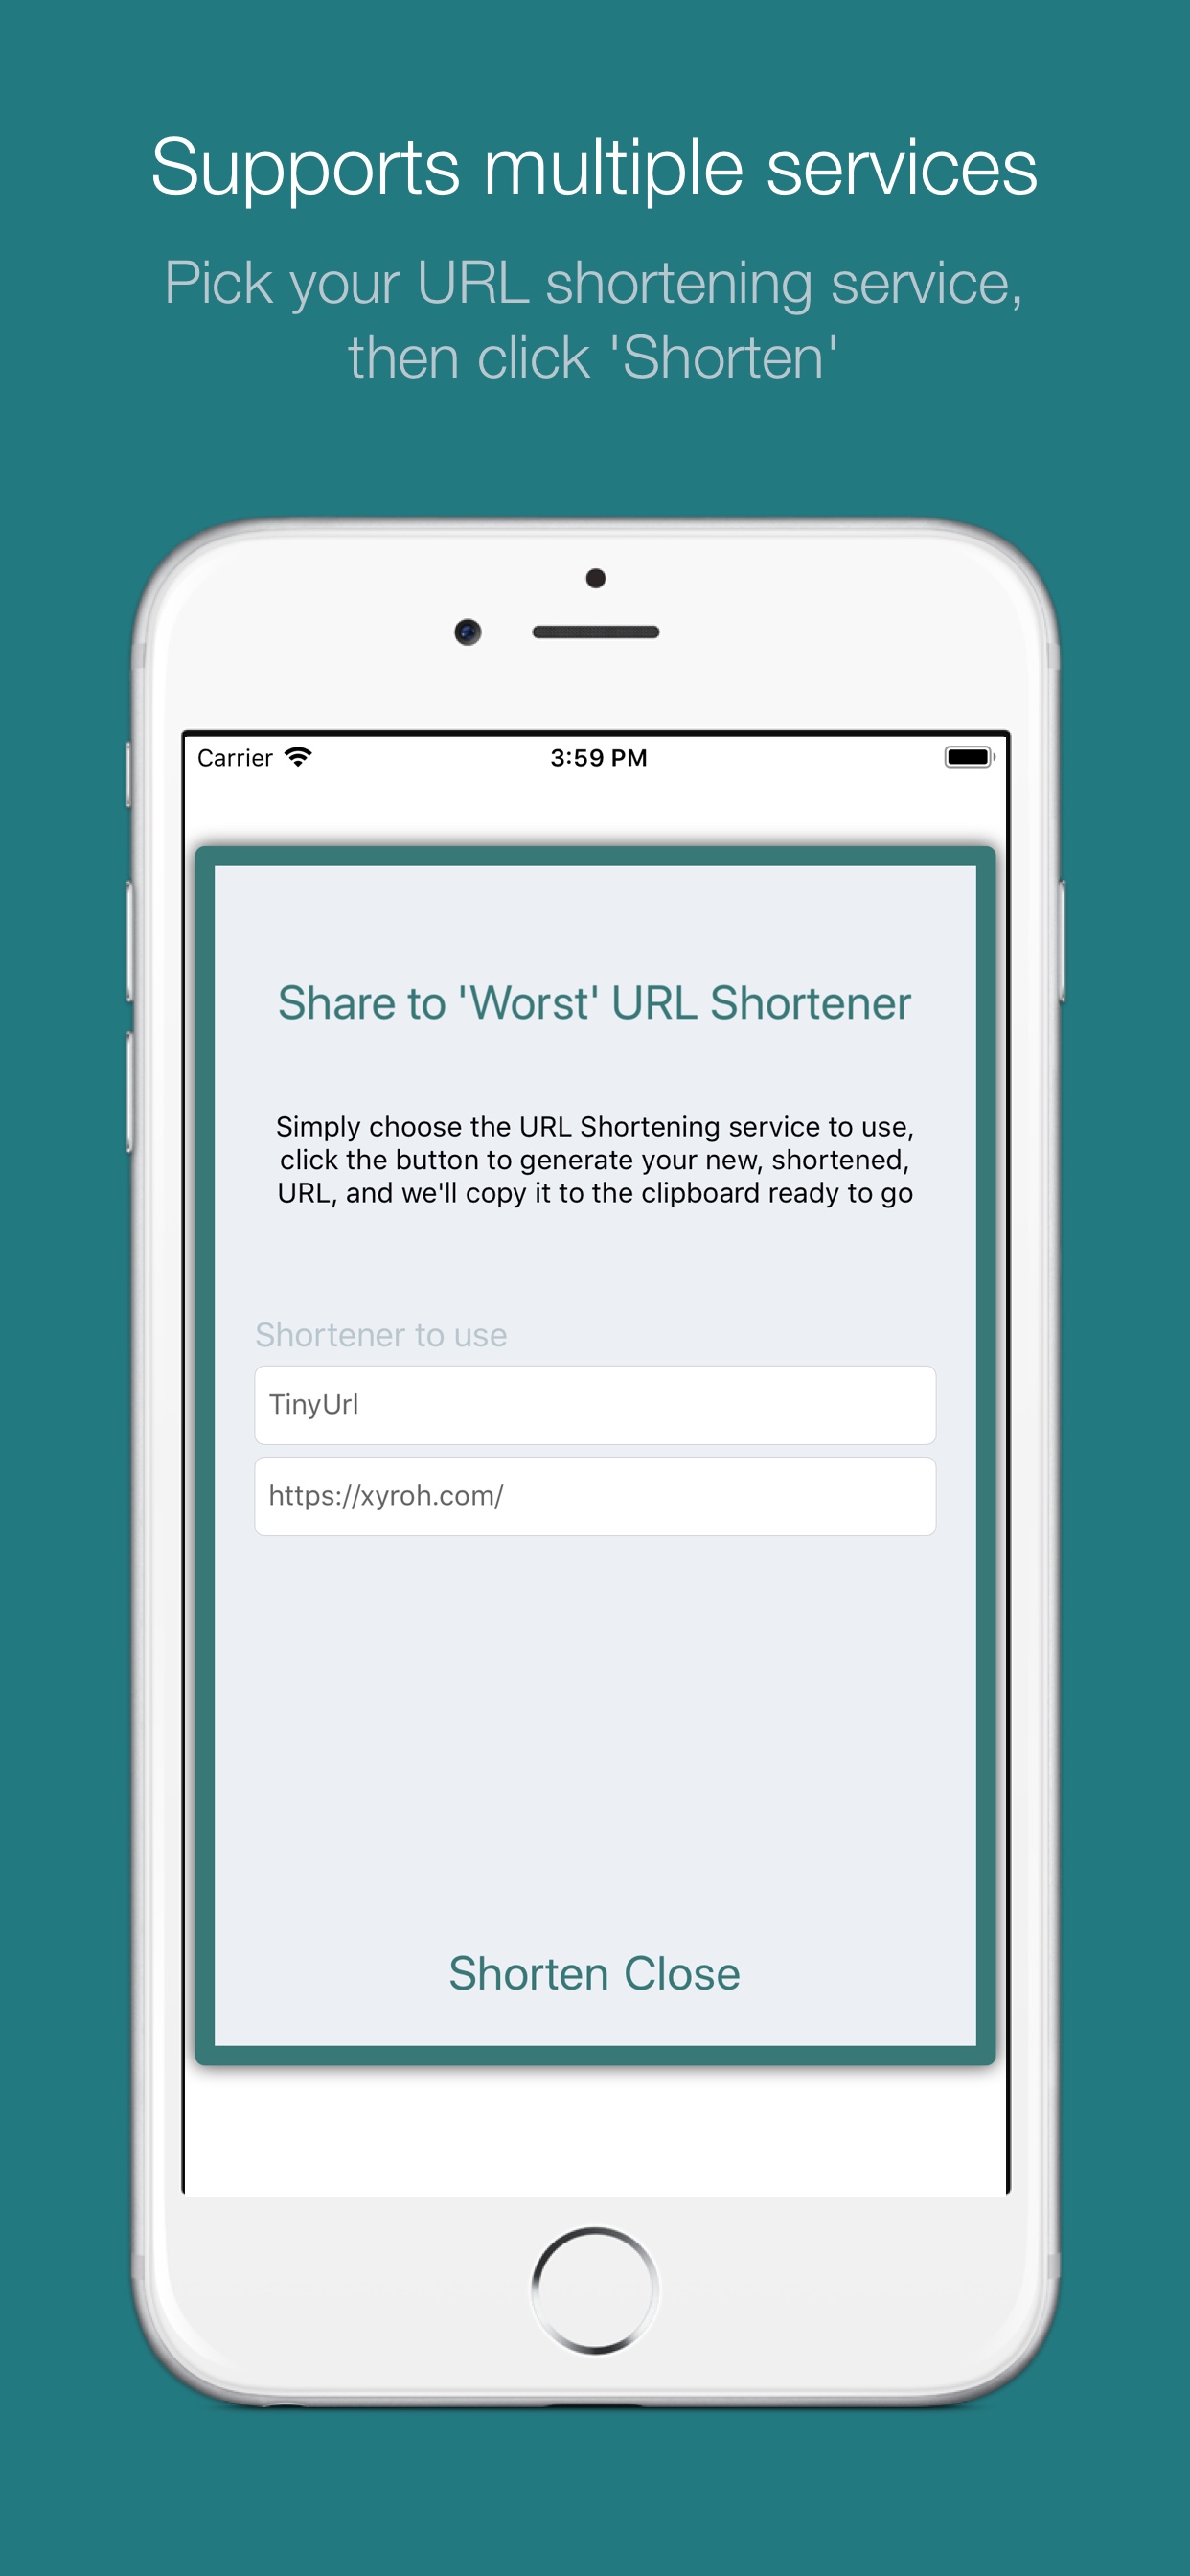 Supports multiple services
Pick your URL shortening service,
then click 'Shorten'
Carrier 3:59 PM
Share to 'Worst' URL Shortener
Simply choose the URL Shortening service to use,
click the button to generate your new, shortened,
URL, and we'll copy it to the clipboard ready to go
Shortener to use
TinyUrl
https://xyroh.com/
Shorten Close